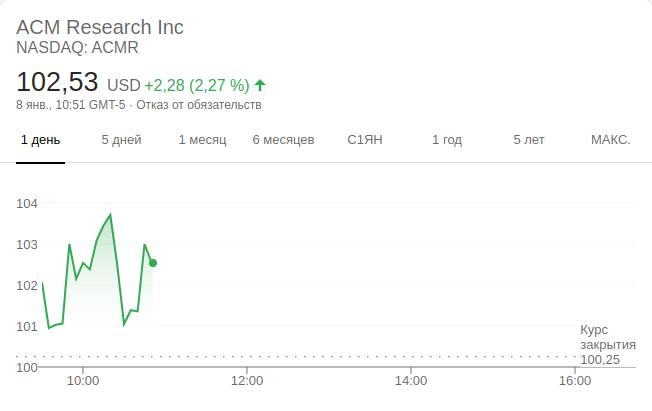 ACM Research Inc
NASDAQ: ACMR
102,53 USD +2,28 (2,27 %)
8 янв., 10:51 GMT-5 · Отказ от обязательств
1 день 5 дней 1 месяц 6 месяцев С1ЯН 1 год 5 лет МАКС.
104
103
102
101
Курс
закрытия
100,25
100
10:00 12:00 14:00 16:00